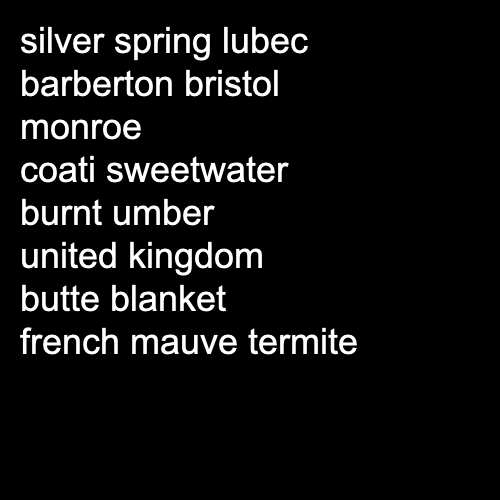 silver spring lubec
barberton bristol
monroe
coati sweetwater
burnt umber
united kingdom
butte blanket
french mauve termite